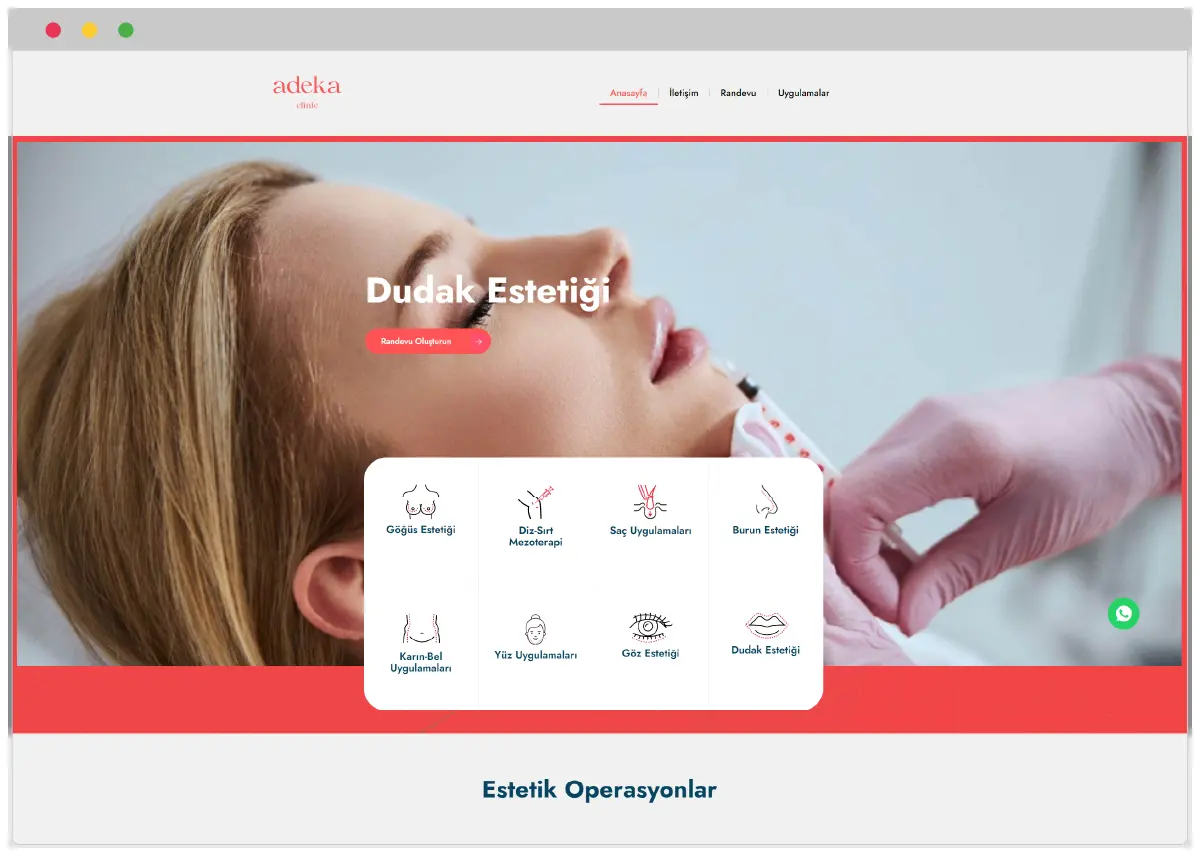 adeka
clinic
Anasayfa
İletişim
Randevu
Uygulamalar
Dudak Estetiği
Randevu Oluşturun
Göğüs Estetiği
Diz-Sırt
Mezoterapi
Saç Uygulamaları
Burun Estetiği
Karın-Bel
Uygulamaları
Yüz Uygulamaları
Göz Estetiği
Dudak Estetiği
Estetik Operasyonlar